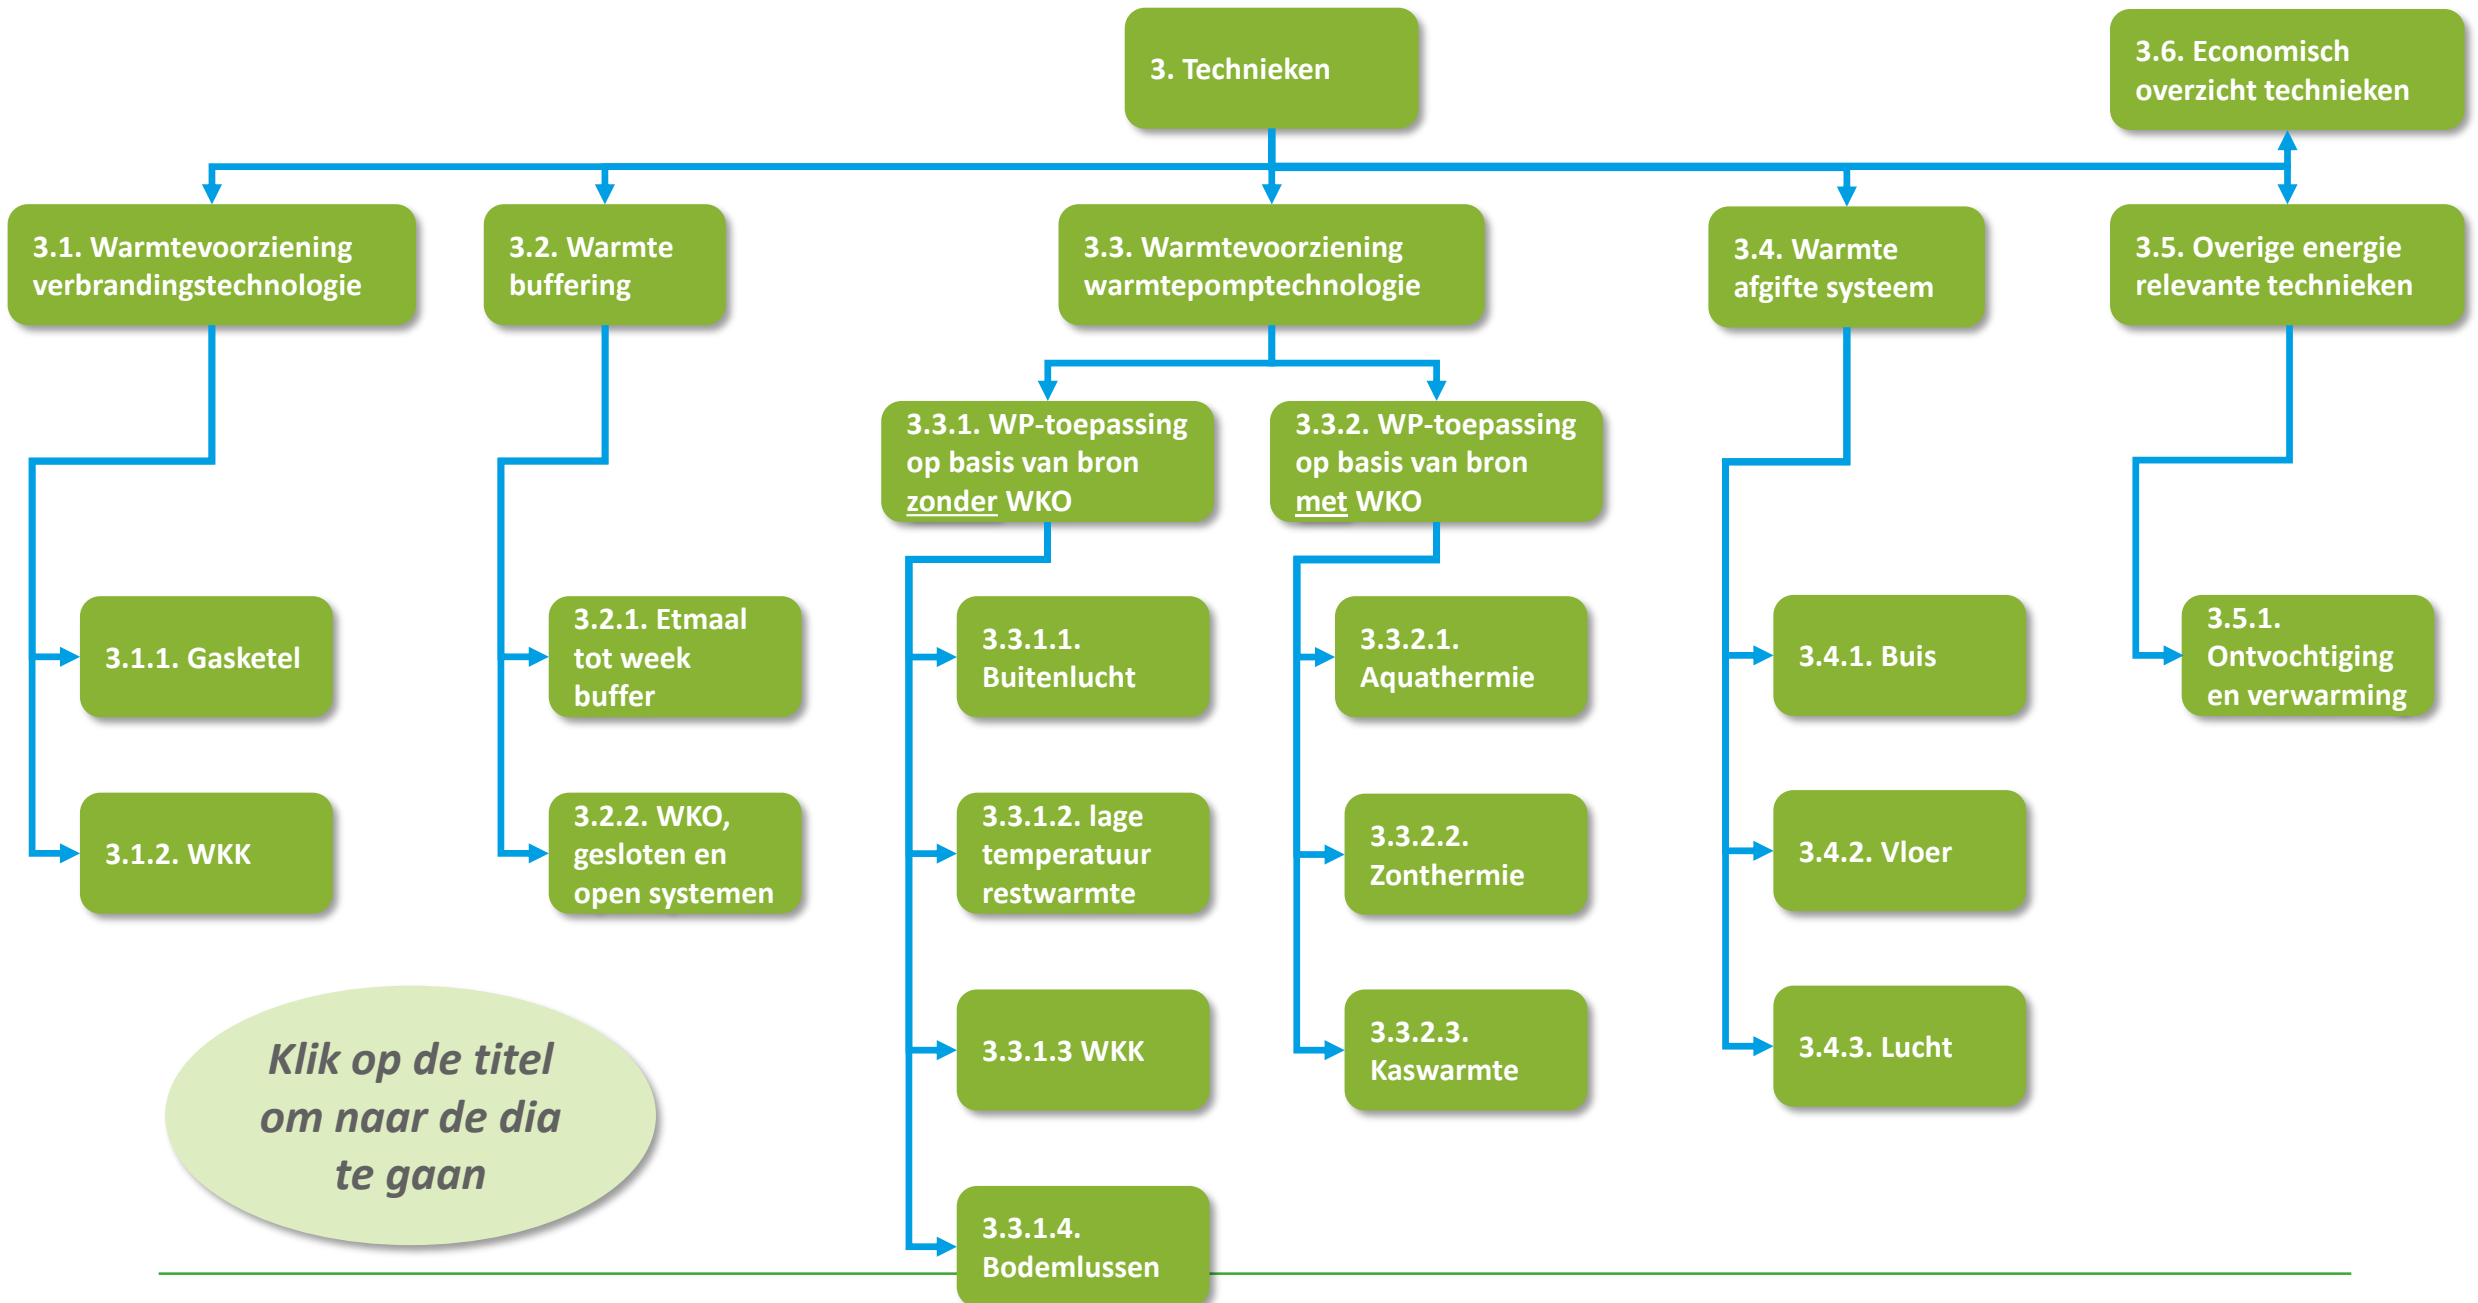 3. Technieken
3.6. Economisch
overzicht technieken
3.1. Warmtevoorziening
verbrandingstechnologie
3.2. Warmte
buffering
3.3. Warmtevoorziening
warmtepomptechnologie
3.4. Warmte
afgifte systeem
3.5. Overige energie
relevante technieken
3.3.1. WP-toepassing
op basis van bron
zonder WKO
3.3.2. WP-toepassing
op basis van bron
met WKO
3.1.1. Gasketel
3.2.1. Etmaal
tot week
buffer
3.3.1.1.
Buitenlucht
3.3.2.1.
Aquathermie
3.4.1. Buis
3.5.1.
Ontvochtiging
en verwarming
3.1.2. WKK
3.2.2. WKO,
gesloten en
open systemen
3.3.1.2. lage
temperatuur
restwarmte
3.3.2.2.
Zonthermie
3.4.2. Vloer
3.3.1.3 WKK
3.3.2.3.
Kaswarmte
3.4.3. Lucht
Klik op de titel
om naar de dia
te gaan
3.3.1.4.
Bodemlussen